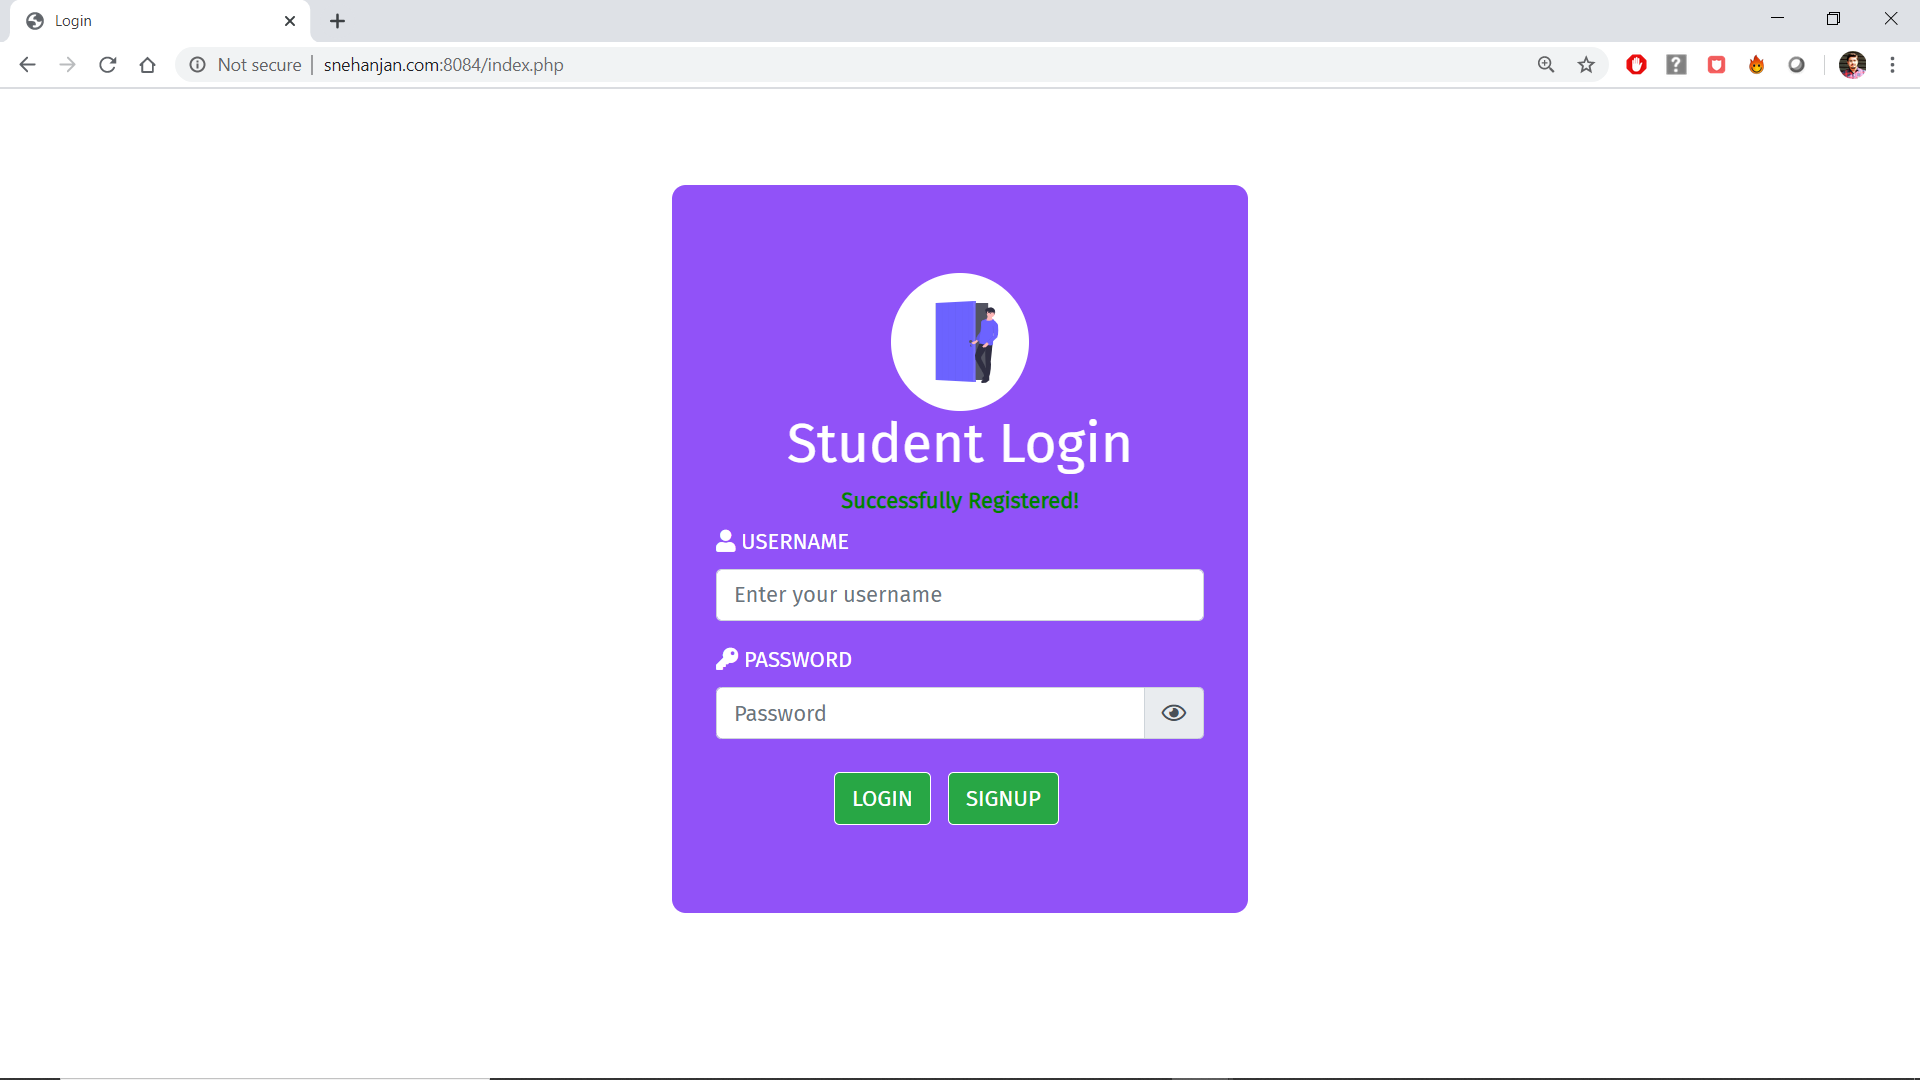 Login
Not secure | snehanjan.com:8084/index.php
Student Login
Successfully Registered!
USERNAME
Enter your username
PASSWORD
Password
LOGIN SIGNUP